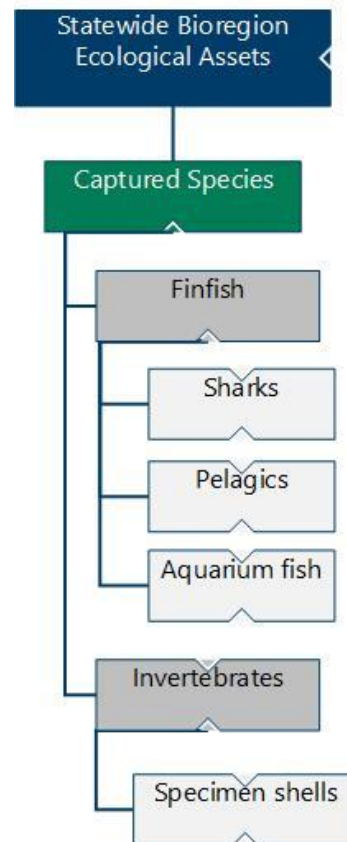 Statewide Bioregion
Ecological Assets
Captured Species
Finfish
Sharks
Pelagics
Aquarium fish
Invertebrates
Specimen shells